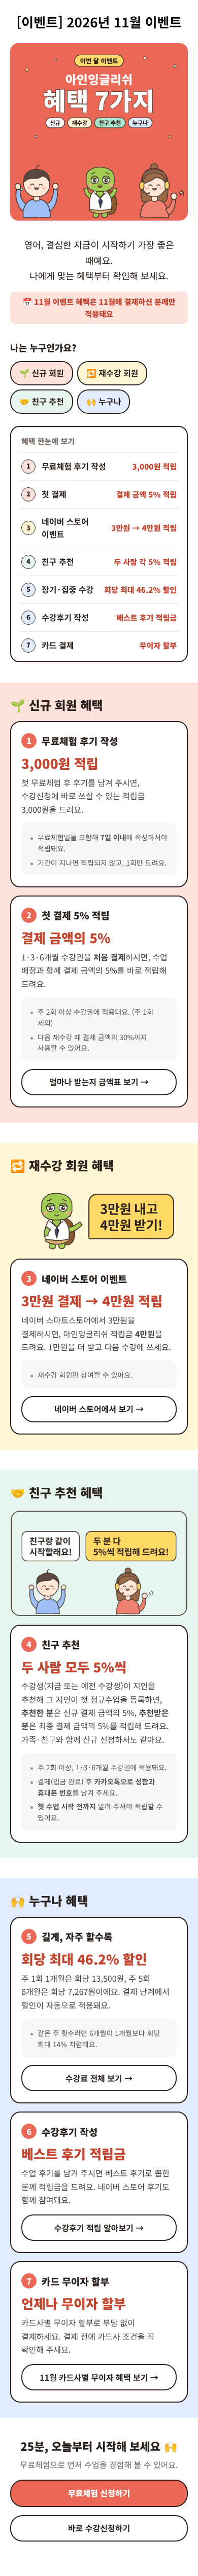 [이벤트] 2026년 11월 이벤트
이번 달 이벤트
아인잉글리쉬
혜택 7가지
신규 재수강 친구 추천 누구나
영어, 결심한 지금이 시작하기 가장 좋은
때예요.
나에게 맞는 혜택부터 확인해 보세요.
📅 11월 이벤트 혜택은 11월에 결제하신 분께만
적용돼요
나는 누구인가요?
🌱 신규 회원 🔁 재수강 회원
🤝 친구 추천 🙌 누구나
혜택 한눈에 보기
1 무료체험 후기 작성 3,000원 적립
2 첫 결제 결제 금액 5% 적립
3 네이버 스토어
이벤트 3만원 → 4만원 적립
4 친구 추천 두 사람 각 5% 적립
5 장기·집중 수강 회당 최대 46.2% 할인
6 수강후기 작성 베스트 후기 적립금
7 카드 결제 무이자 할부
🌱 신규 회원 혜택
1 무료체험 후기 작성
3,000원 적립
첫 무료체험 후 후기를 남겨 주시면,
수강신청에 바로 쓰실 수 있는 적립금
3,000원을 드려요.
무료체험일을 포함해 7일 이내에 작성하셔야
적립돼요.
기간이 지나면 적립되지 않고, 1회만 드려요.
2 첫 결제 5% 적립
결제 금액의 5%
1·3·6개월 수강권을 처음 결제하시면, 수업
배정과 함께 결제 금액의 5%를 바로 적립해
드려요.
주 2회 이상 수강권에 적용돼요. (주 1회
제외)
다음 재수강 때 결제 금액의 30%까지
사용할 수 있어요.
얼마나 받는지 금액표 보기 →
🔁 재수강 회원 혜택
3만원 내고
4만원 받기!
3 네이버 스토어 이벤트
3만원 결제 → 4만원 적립
네이버 스마트스토어에서 3만원을
결제하시면, 아인잉글리쉬 적립금 4만원을
드려요. 1만원을 더 받고 다음 수강에 쓰세요.
재수강 회원만 참여할 수 있어요.
네이버 스토어에서 보기 →
🤝 친구 추천 혜택
친구랑 같이
시작할래요!
두 분 다
5%씩 적립해 드려요!
4 친구 추천
두 사람 모두 5%씩
수강생(지금 또는 예전 수강생)이 지인을
추천해 그 지인이 첫 정규수업을 등록하면,
추천한 분은 신규 결제 금액의 5%, 추천받은
분은 최종 결제 금액의 5%를 적립해 드려요.
가족·친구와 함께 신규 신청하셔도 같아요.
주 2회 이상, 1·3·6개월 수강권에 적용돼요.
결제(입금 완료) 후 카카오톡으로 성함과
휴대폰 번호를 남겨 주세요.
첫 수업 시작 전까지 알려 주셔야 적립할 수
있어요.
🙌 누구나 혜택
5 길게, 자주 할수록
회당 최대 46.2% 할인
주 1회 1개월은 회당 13,500원, 주 5회
6개월은 회당 7,267원이에요. 결제 단계에서
할인이 자동으로 적용돼요.
같은 주 횟수라면 6개월이 1개월보다 회당
최대 14% 저렴해요.
수강료 전체 보기 →
6 수강후기 작성
베스트 후기 적립금
수업 후기를 남겨 주시면 베스트 후기로 뽑힌
분께 적립금을 드려요. 네이버 스토어 후기도
함께 참여돼요.
수강후기 적립 알아보기 →
7 카드 무이자 할부
언제나 무이자 할부
카드사별 무이자 할부로 부담 없이
결제하세요. 결제 전에 카드사 조건을 꼭
확인해 주세요.
11월 카드사별 무이자 혜택 보기 →
25분, 오늘부터 시작해 보세요 🙌
무료체험으로 먼저 수업을 경험해 볼 수 있어요.
무료체험 신청하기
바로 수강신청하기